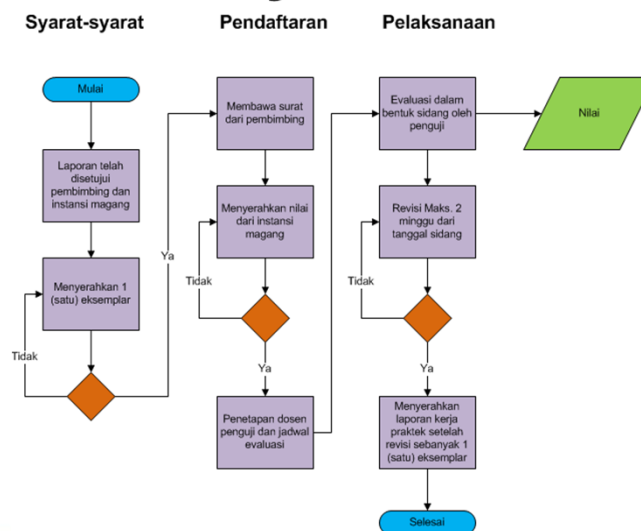 Syarat-syarat
Pendaftaran
Pelaksanaan
Mulai
Laporan telah
disetujui
pembimbing dan
instansi magang
Menyerahkan 1
(satu) eksemplar
Tidak
Ya
Membawa surat
dari pembimbing
Menyerahkan nilai
dari instansi
magang
Tidak
Ya
Penetapan dosen
penguji dan jadwal
evaluasi
Evaluasi dalam
bentuk sidang oleh
penguji
Nilai
Revisi Maks. 2
minggu dari
tanggal sidang
Tidak
Ya
Menyerahkan
laporan kerja
praktek setelah
revisi sebanyak 1
(satu) eksemplar
Selesai